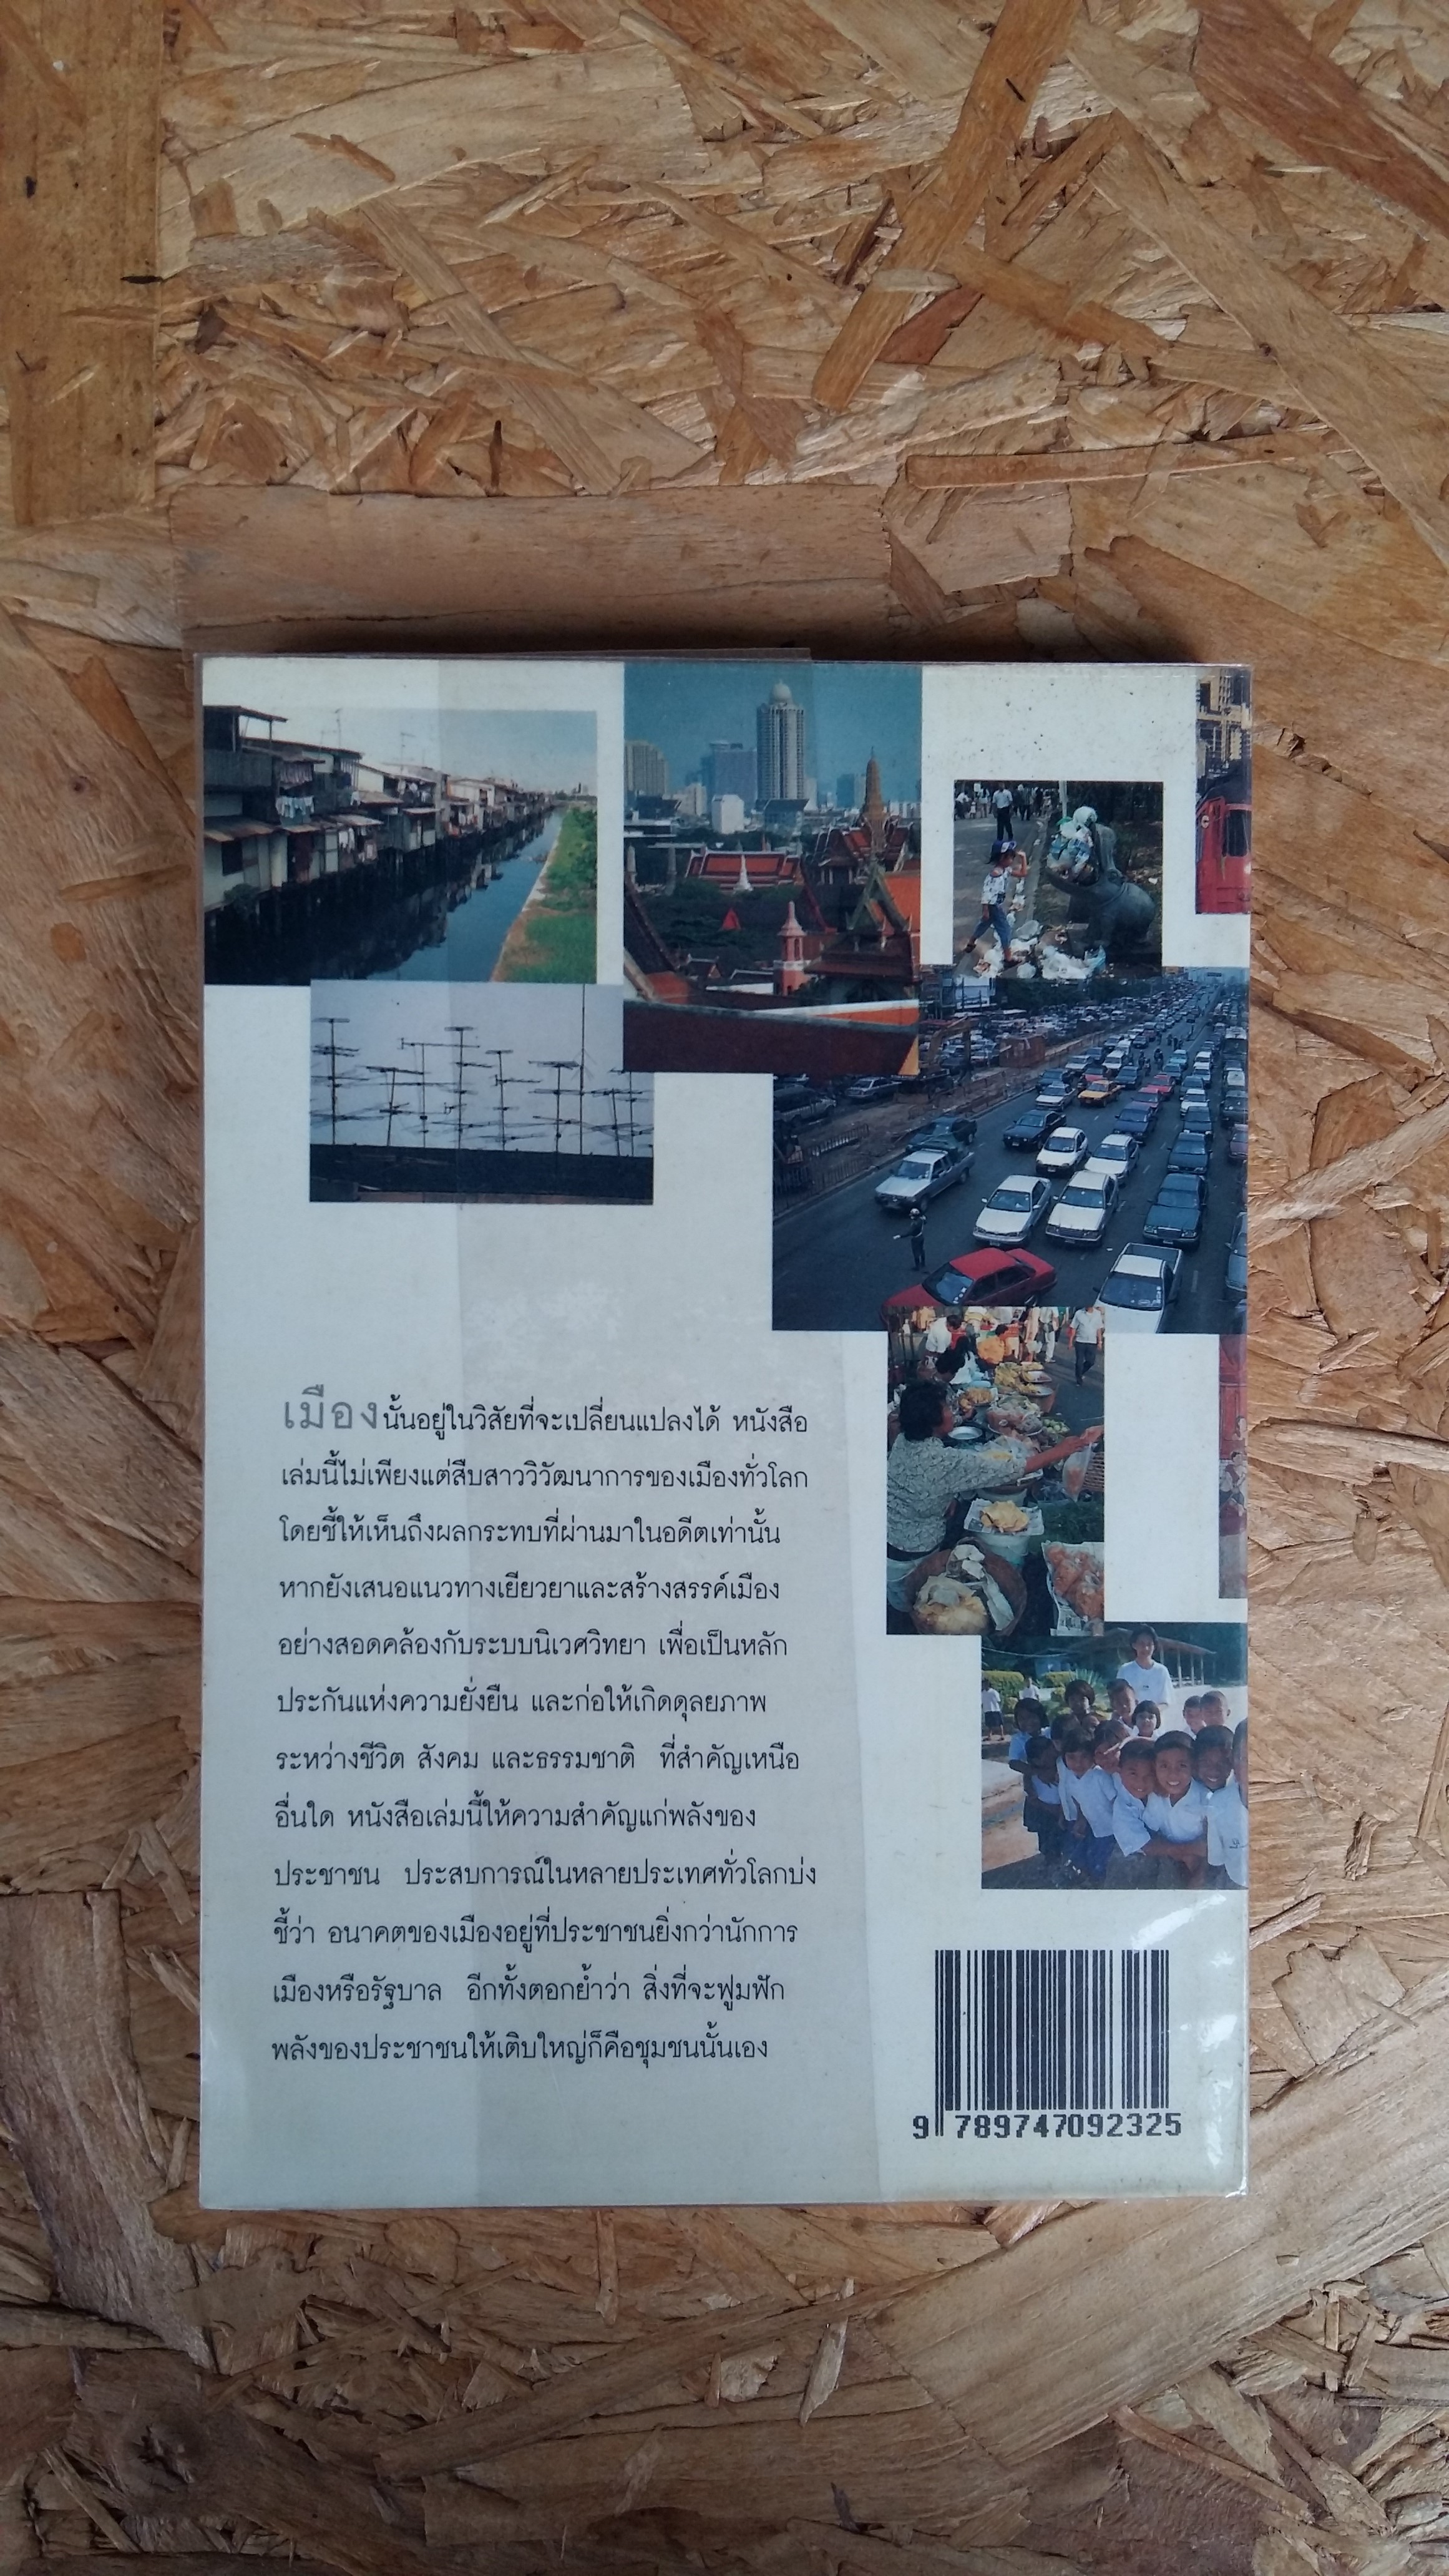 เมืองนั้นอยู่ในวิสัยที่จะเปลี่ยนแปลงได้ หนังสือ
เล่มนี้ไม่เพียงแต่สืบสาววิวัฒนาการของเมืองทั่วโลก
โดยชี้ให้เห็นถึงผลกระทบที่ผ่านมาในอดีตเท่านั้น
หากยังเสนอแนวทางเยียวยาและสร้างสรรค์เมือง
อย่างสอดคล้องกับระบบนิเวศวิทยา เพื่อเป็นหลัก
ประกันแห่งความยั่งยืน และก่อให้เกิดดุลยภาพ
ระหว่างชีวิต สังคม และธรรมชาติ ที่สำคัญเหนือ
อื่นใด หนังสือเล่มนี้ให้ความสำคัญแก่พลังของ
ประชาชน ประสบการณ์ในหลายประเทศทั่วโลกบ่ง
ชี้ว่า อนาคตของเมืองอยู่ที่ประชาชนยิ่งกว่านักการ
เมืองหรือรัฐบาล อีกทั้งตอกย้ำว่า สิ่งที่จะฟูมฟัก
พลังของประชาชนให้เติบใหญ่ก็คือชุมชนนั้นเอง
9 789747092325